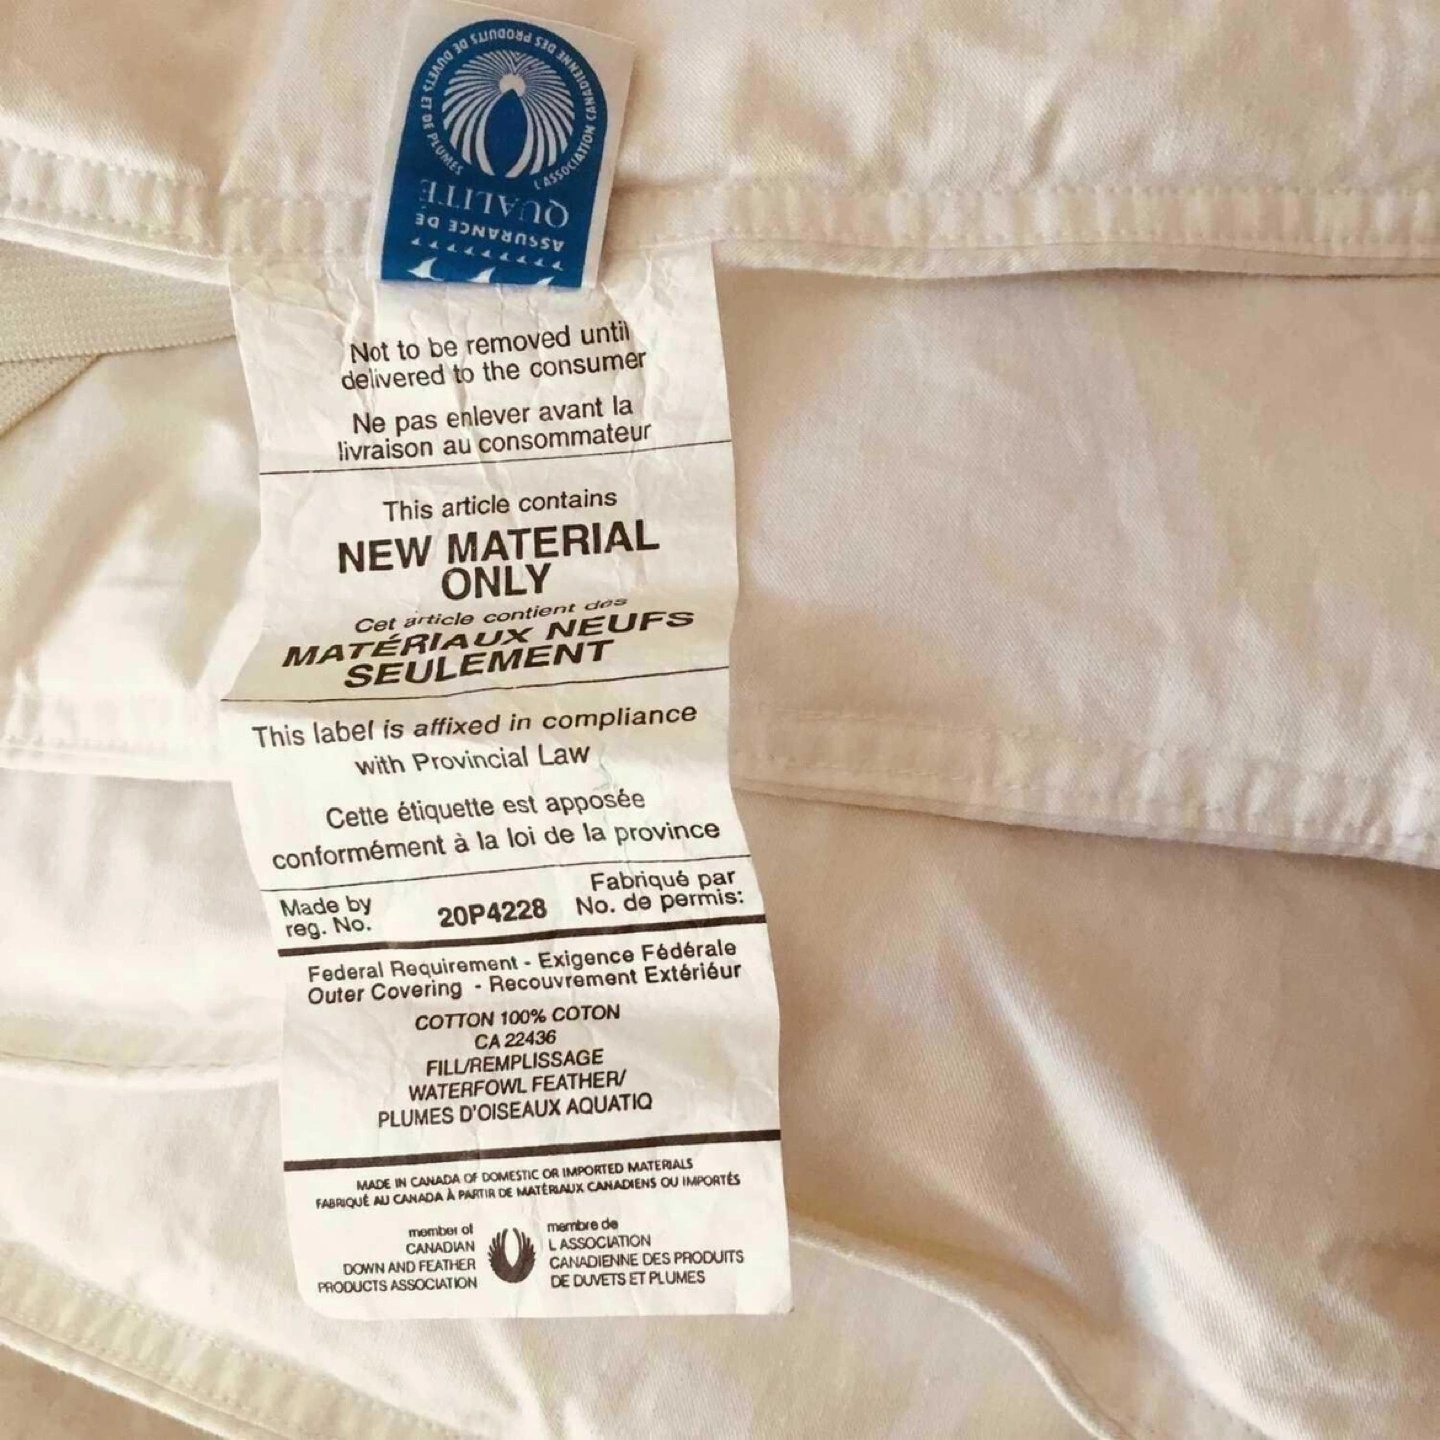 L'ASSOCIATION CANADIENNE DES PRODUITS DE DUVETS ET DE PLUMES
QUALITÉ
ASSURANCE DE
Not to be removed until
delivered to the consumer
Ne pas enlever avant la
livraison au consommateur
This article contains
NEW MATERIAL
ONLY
Cet article contient des
MATÉRIAUX NEUFS
SEULEMENT
This label is affixed in compliance
with Provincial Law
Cette étiquette est apposée
conformément à la loi de la province
Made by
reg. No.
20P4228
Fabriqué par
No. de permis:
Federal Requirement - Exigence Fédérale
Outer Covering - Recouvrement Extériéur
COTTON 100% COTON
CA 22436
FILL/REMPLISSAGE
WATERFOWL FEATHER/
PLUMES D'OISEAUX AQUATIQ
MADE IN CANADA OF DOMESTIC OR IMPORTED MATERIALS
FABRIQUÉ AU CANADA À PARTIR DE MATÉRIAUX CANADIENS OU IMPORTÉS
member of
CANADIAN
DOWN AND FEATHER
PRODUCTS ASSOCIATION
membre de
L ASSOCIATION
CANADIENNE DES PRODUITS
DE DUVETS ET PLUMES